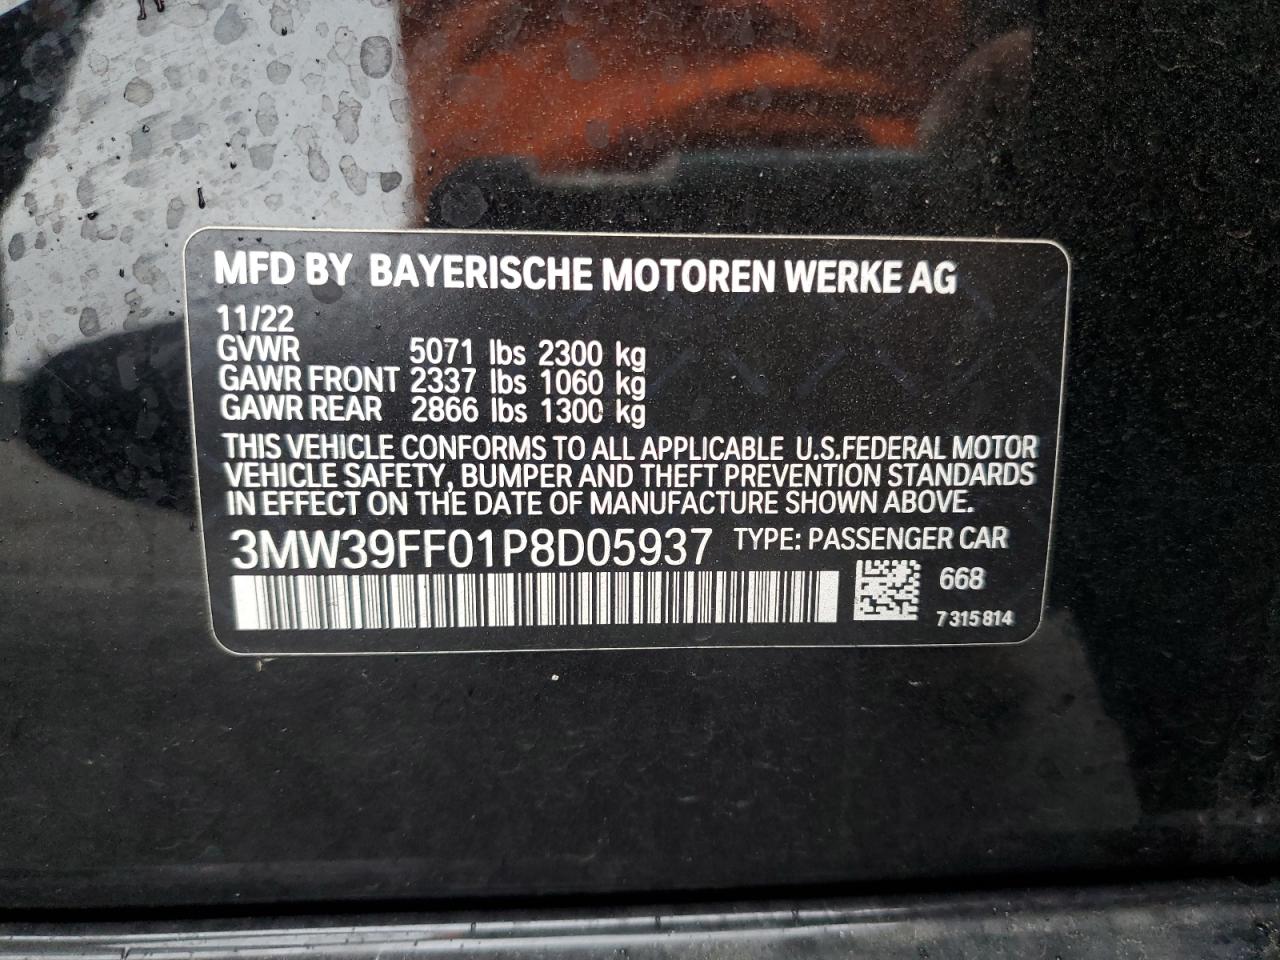 MFD BY BAYERISCHE MOTOREN WERKE AG
11/22
GVWR 5071 lbs 2300 kg
GAWR FRONT 2337 lbs 1060 kg
GAWR REAR 2866 lbs 1300 kg
THIS VEHICLE CONFORMS TO ALL APPLICABLE U.S.FEDERAL MOTOR
VEHICLE SAFETY, BUMPER AND THEFT PREVENTION STANDARDS
IN EFFECT ON THE DATE OF MANUFACTURE SHOWN ABOVE.
3MW39FF01P8D05937 TYPE: PASSENGER CAR
668
7 315 814